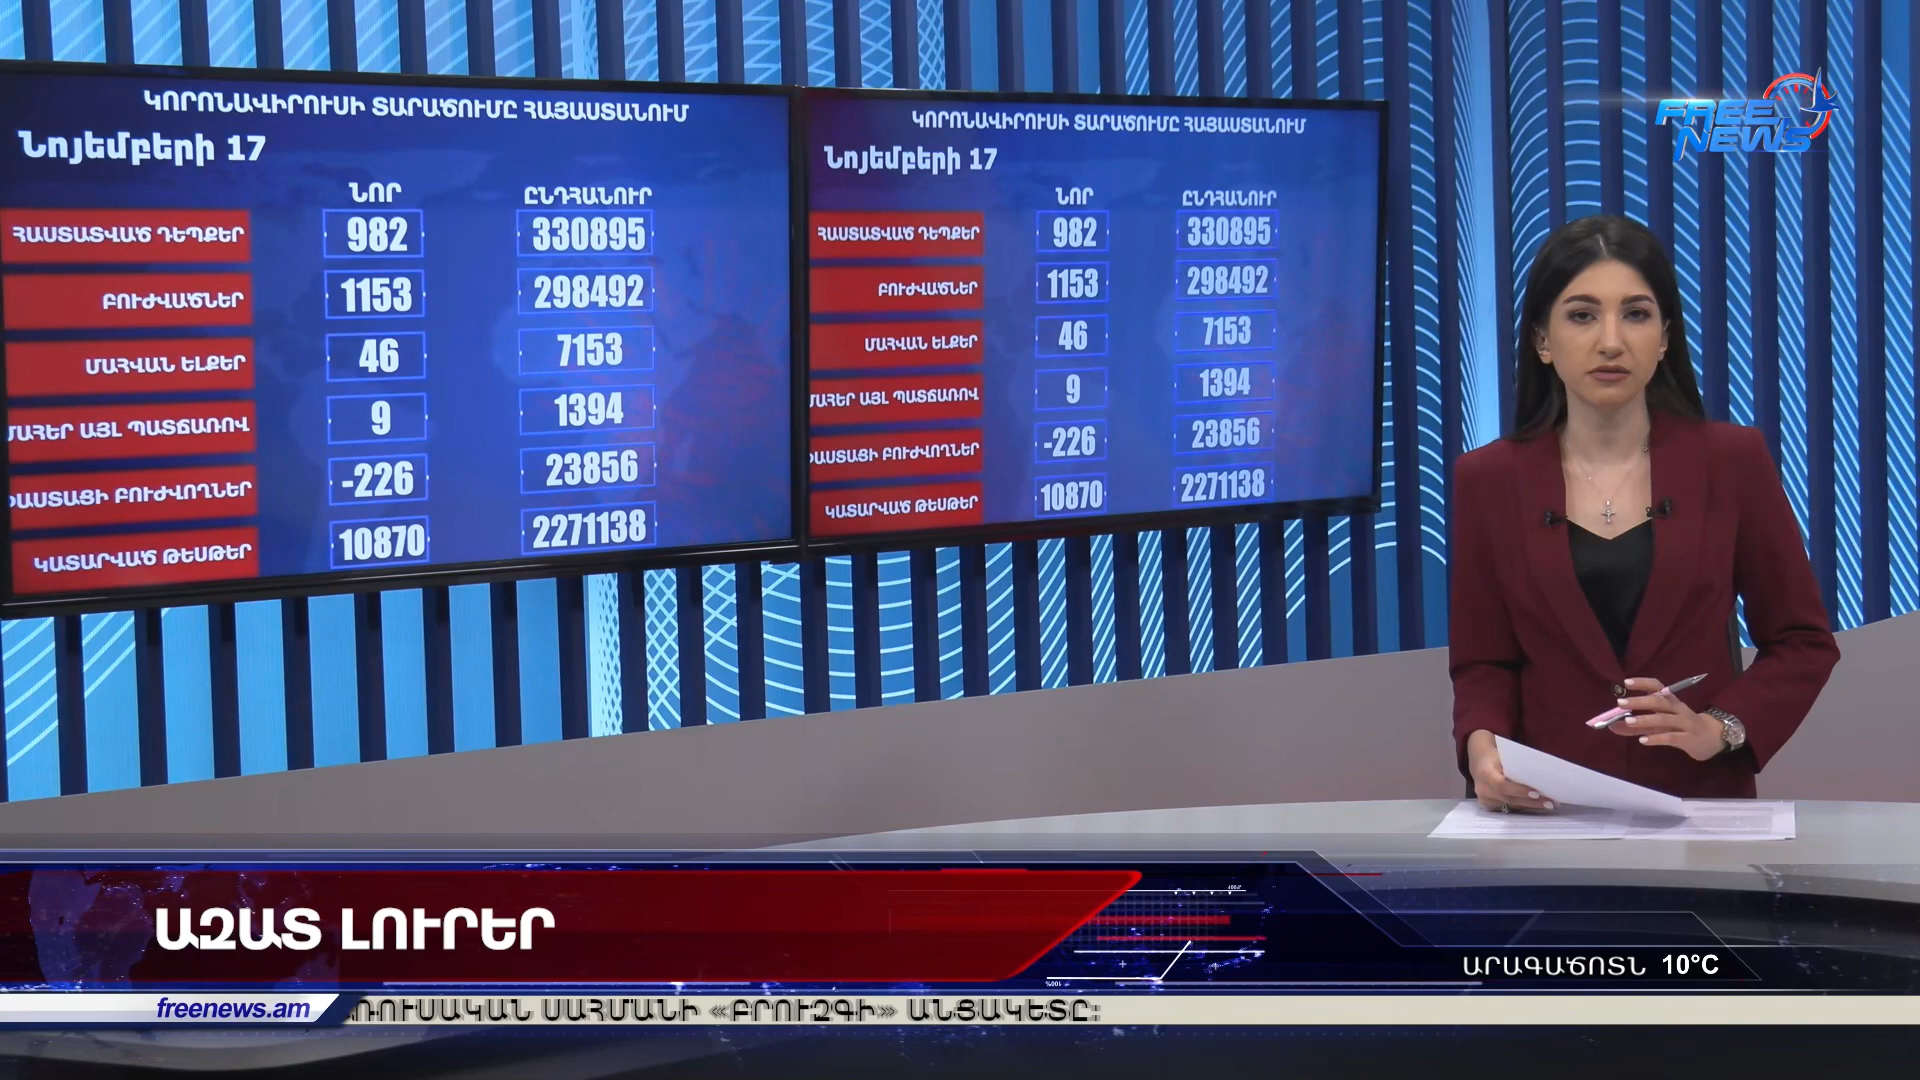 ԿՈՐՈՆԱՎԻՐՈՒՍԻ ՏԱՐԱԾՈՒՄԸ ՀԱՅԱՍՏԱՆՈՒՄ
Նոյեմբերի 17
ՆՈՐ ԸՆԴՀԱՆՈՒՐ
ՀԱՍՏԱՏՎԱԾ ԴԵՊՔԵՐ 982 330895
ԲՈՒԺՎԱԾՆԵՐ 1153 298492
ՄԱՀՎԱՆ ԵԼՔԵՐ 46 7153
ՄԱՀԵՐ ԱՅԼ ՊԱՏՃԱՌՈՎ 9 1394
ՓԱՍՏԱՑԻ ԲՈՒԺՎՈՂՆԵՐ -226 23856
ԿԱՏԱՐՎԱԾ ԹԵՍԹԵՐ 10870 2271138
ԿՈՐՈՆԱՎԻՐՈՒՍԻ ՏԱՐԱԾՈՒՄԸ ՀԱՅԱՍՏԱՆՈՒՄ
Նոյեմբերի 17
ՆՈՐ ԸՆԴՀԱՆՈՒՐ
ՀԱՍՏԱՏՎԱԾ ԴԵՊՔԵՐ 982 330895
ԲՈՒԺՎԱԾՆԵՐ 1153 298492
ՄԱՀՎԱՆ ԵԼՔԵՐ 46 7153
ՄԱՀԵՐ ԱՅԼ ՊԱՏՃԱՌՈՎ 9 1394
ՓԱՍՏԱՑԻ ԲՈՒԺՎՈՂՆԵՐ -226 23856
ԿԱՏԱՐՎԱԾ ԹԵՍԹԵՐ 10870 2271138
FREE
NEWS
ԱԶԱՏ ԼՈՒՐԵՐ
ԱՐԱԳԱԾՈՏՆ 10°C
freenews.am
ՍԱՀՄԱՆԻ «ԲՐՈՒԶԳԻ» ԱՆՑԱԿԵՏԸ։